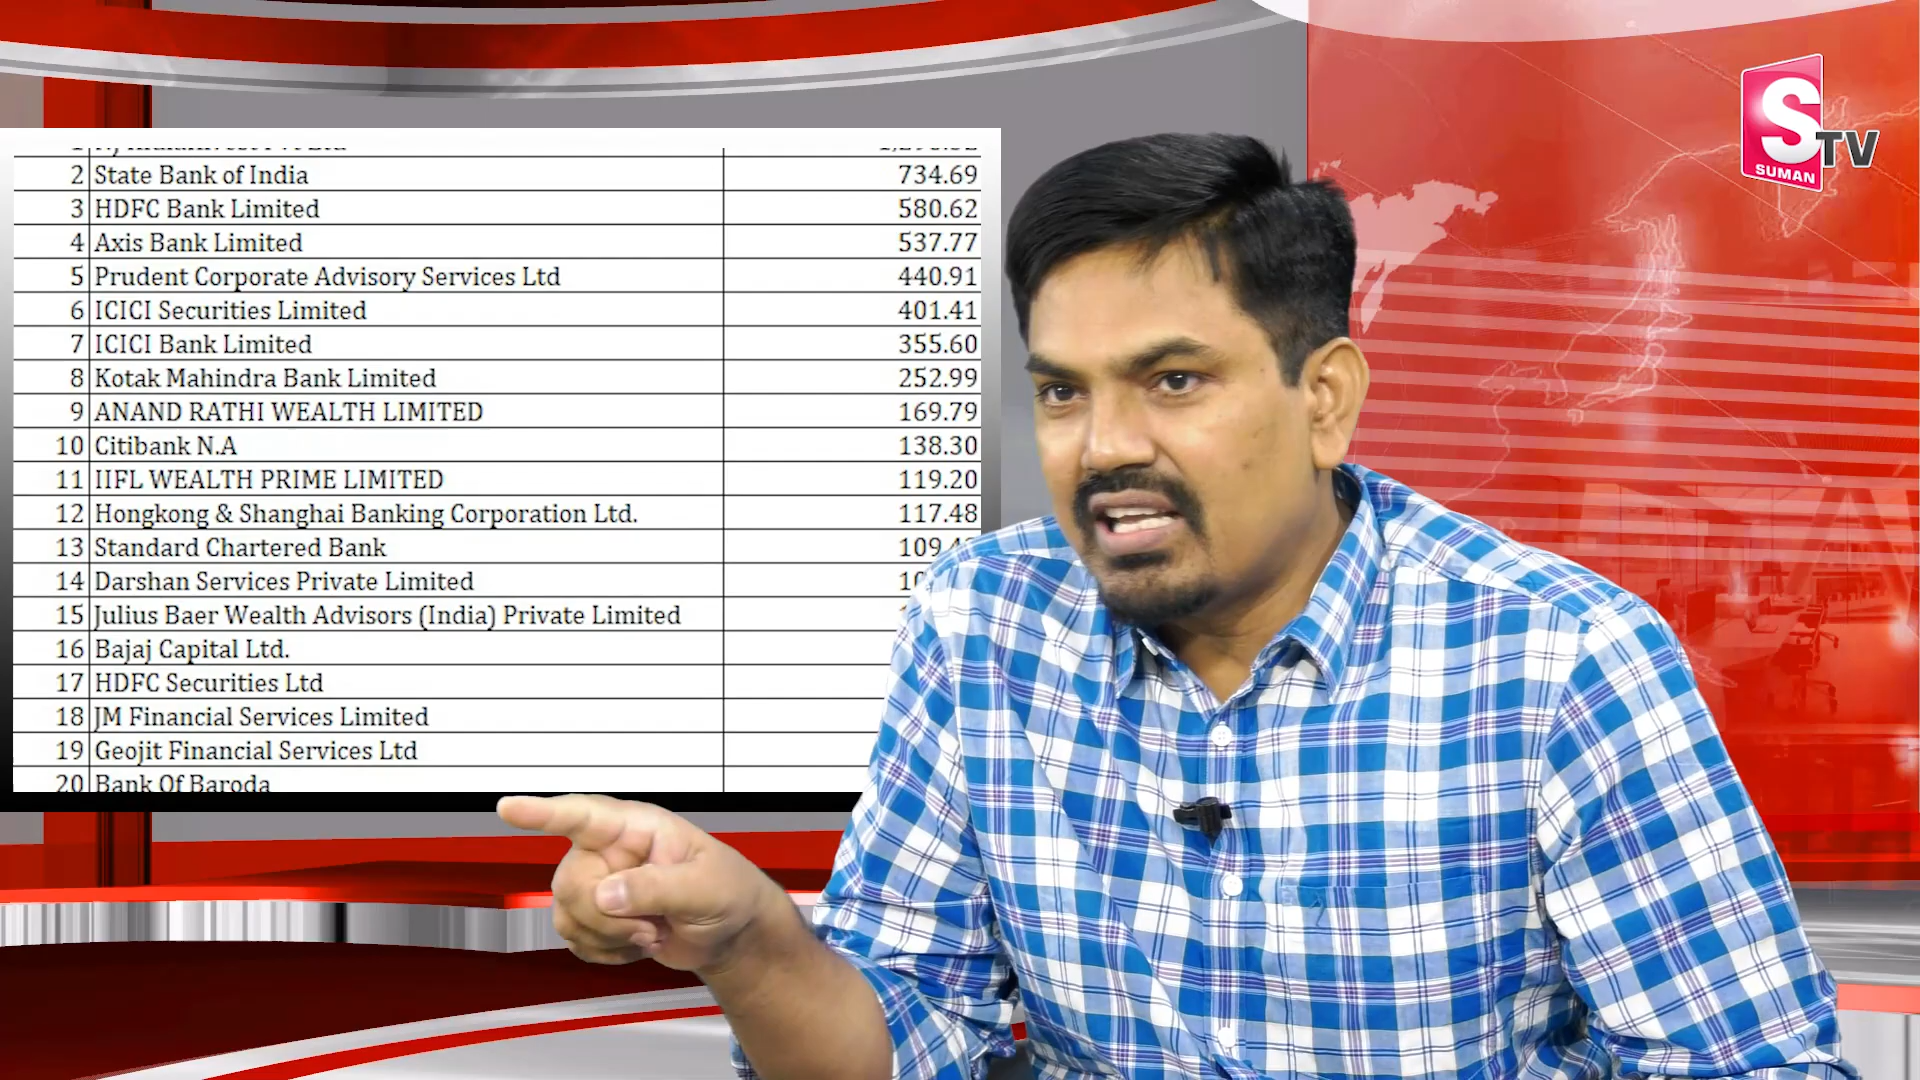 2 State Bank of India 734.69
3 HDFC Bank Limited 580.62
4 Axis Bank Limited 537.77
5 Prudent Corporate Advisory Services Ltd 440.91
6 ICICI Securities Limited 401.41
7 ICICI Bank Limited 355.60
8 Kotak Mahindra Bank Limited 252.99
9 ANAND RATHI WEALTH LIMITED 169.79
10 Citibank N.A 138.30
11 IIFL WEALTH PRIME LIMITED 119.20
12 Hongkong & Shanghai Banking Corporation Ltd. 117.48
13 Standard Chartered Bank
14 Darshan Services Private Limited
15 Julius Baer Wealth Advisors (India) Private Limited
16 Bajaj Capital Ltd.
17 HDFC Securities Ltd
18 JM Financial Services Limited
19 Geojit Financial Services Ltd
20 Bank Of Baroda
S TV
SUMAN